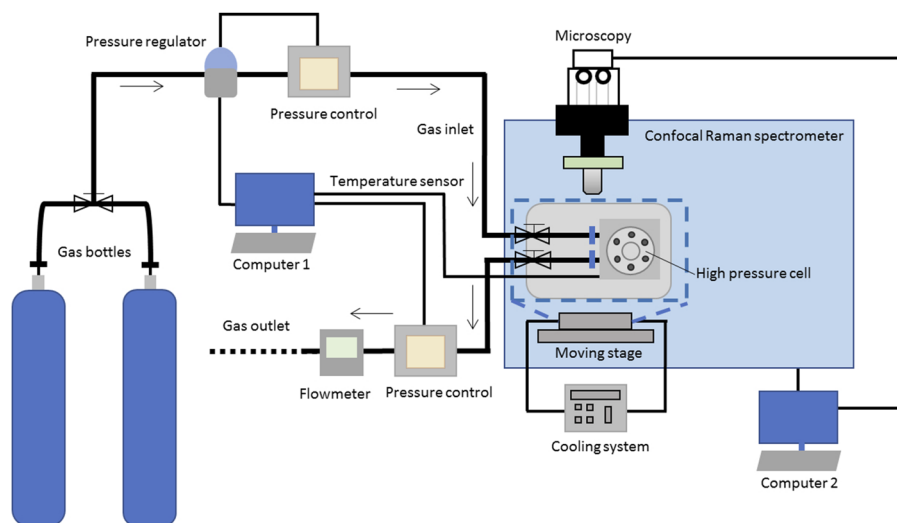 Microscopy
Pressure regulator
Pressure control
Gas inlet
Confocal Raman spectrometer
Temperature sensor
Gas bottles
Computer 1
High pressure cell
Gas outlet
Moving stage
Flowmeter
Pressure control
Cooling system
Computer 2